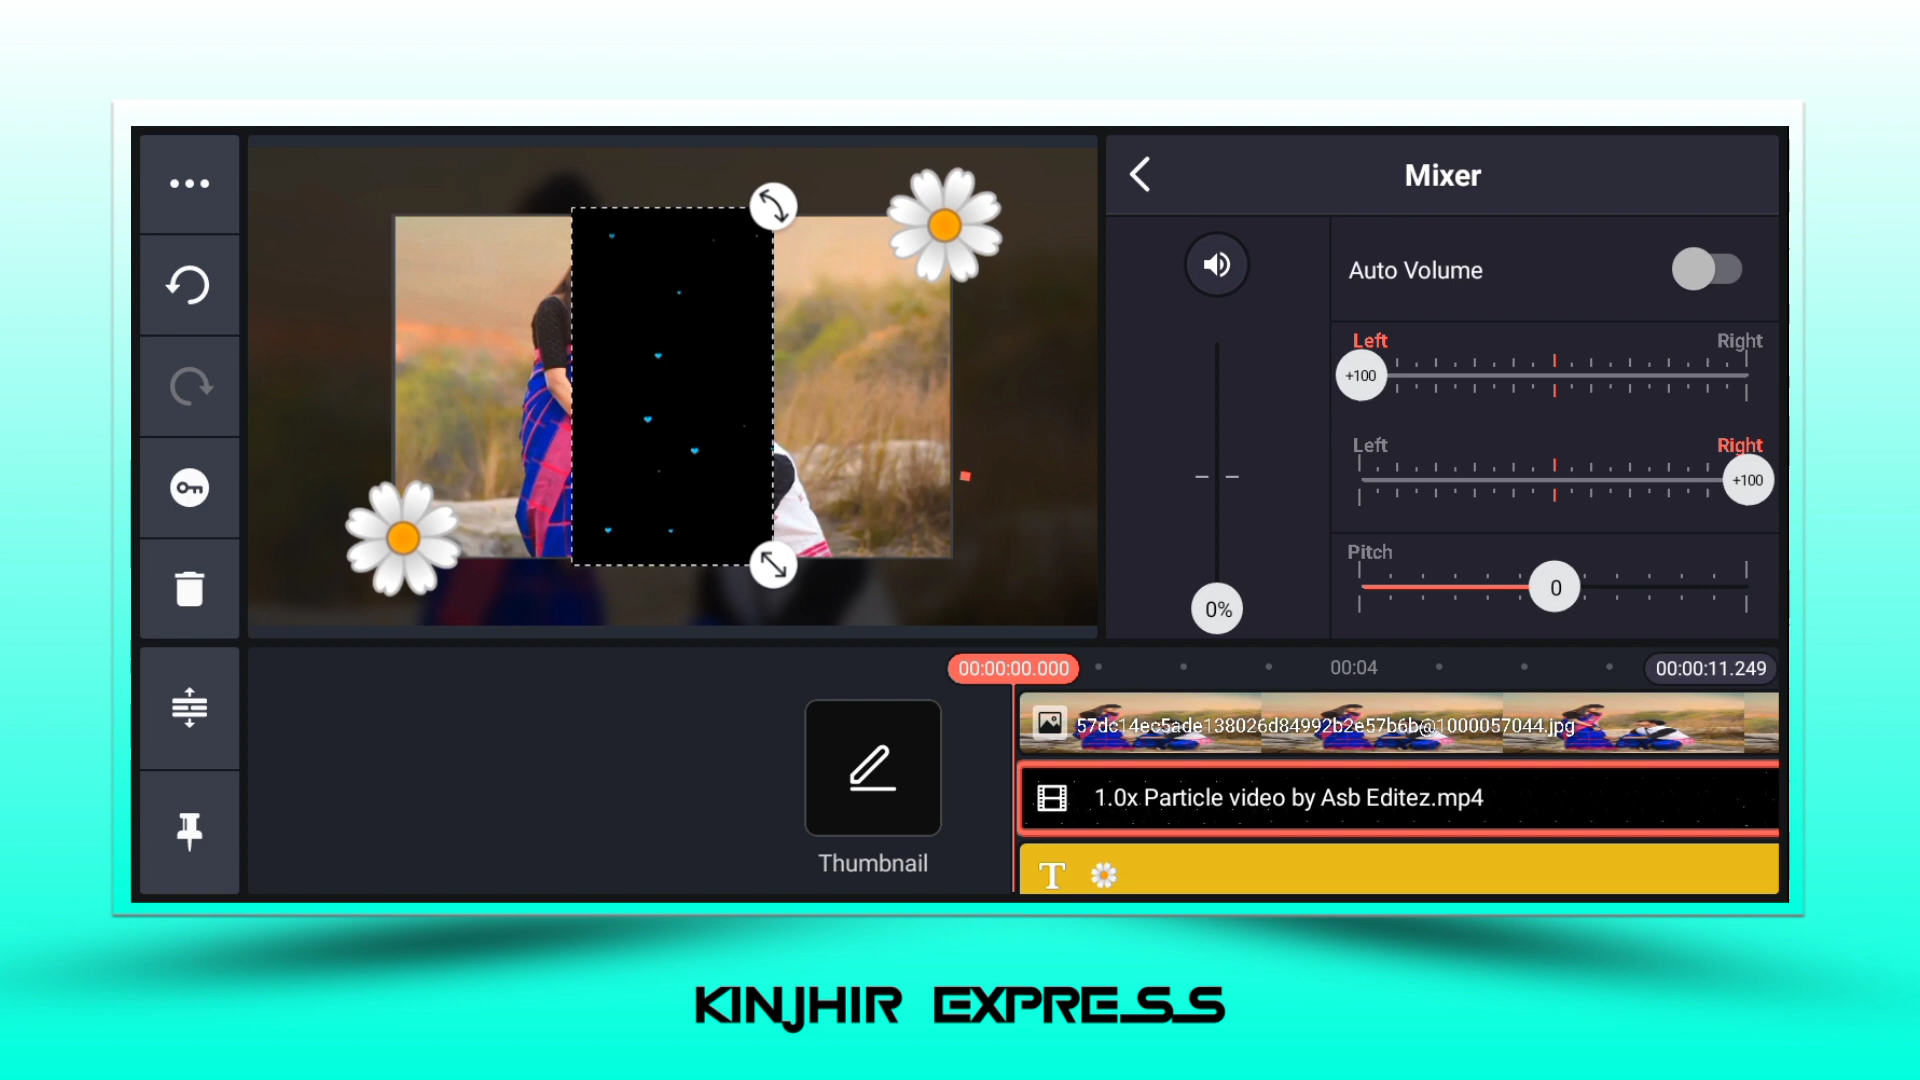 Mixer
Auto Volume
Left Right
+100
Left Right
+100
Pitch
0
0%
00:00:00.000 00:04 00:00:11.249
57dc14ec5ade138026d84992b2e57b6b@1000057044.jpg
1.0x Particle video by Asb Editez.mp4
Thumbnail
T
KINJHIR EXPRESS